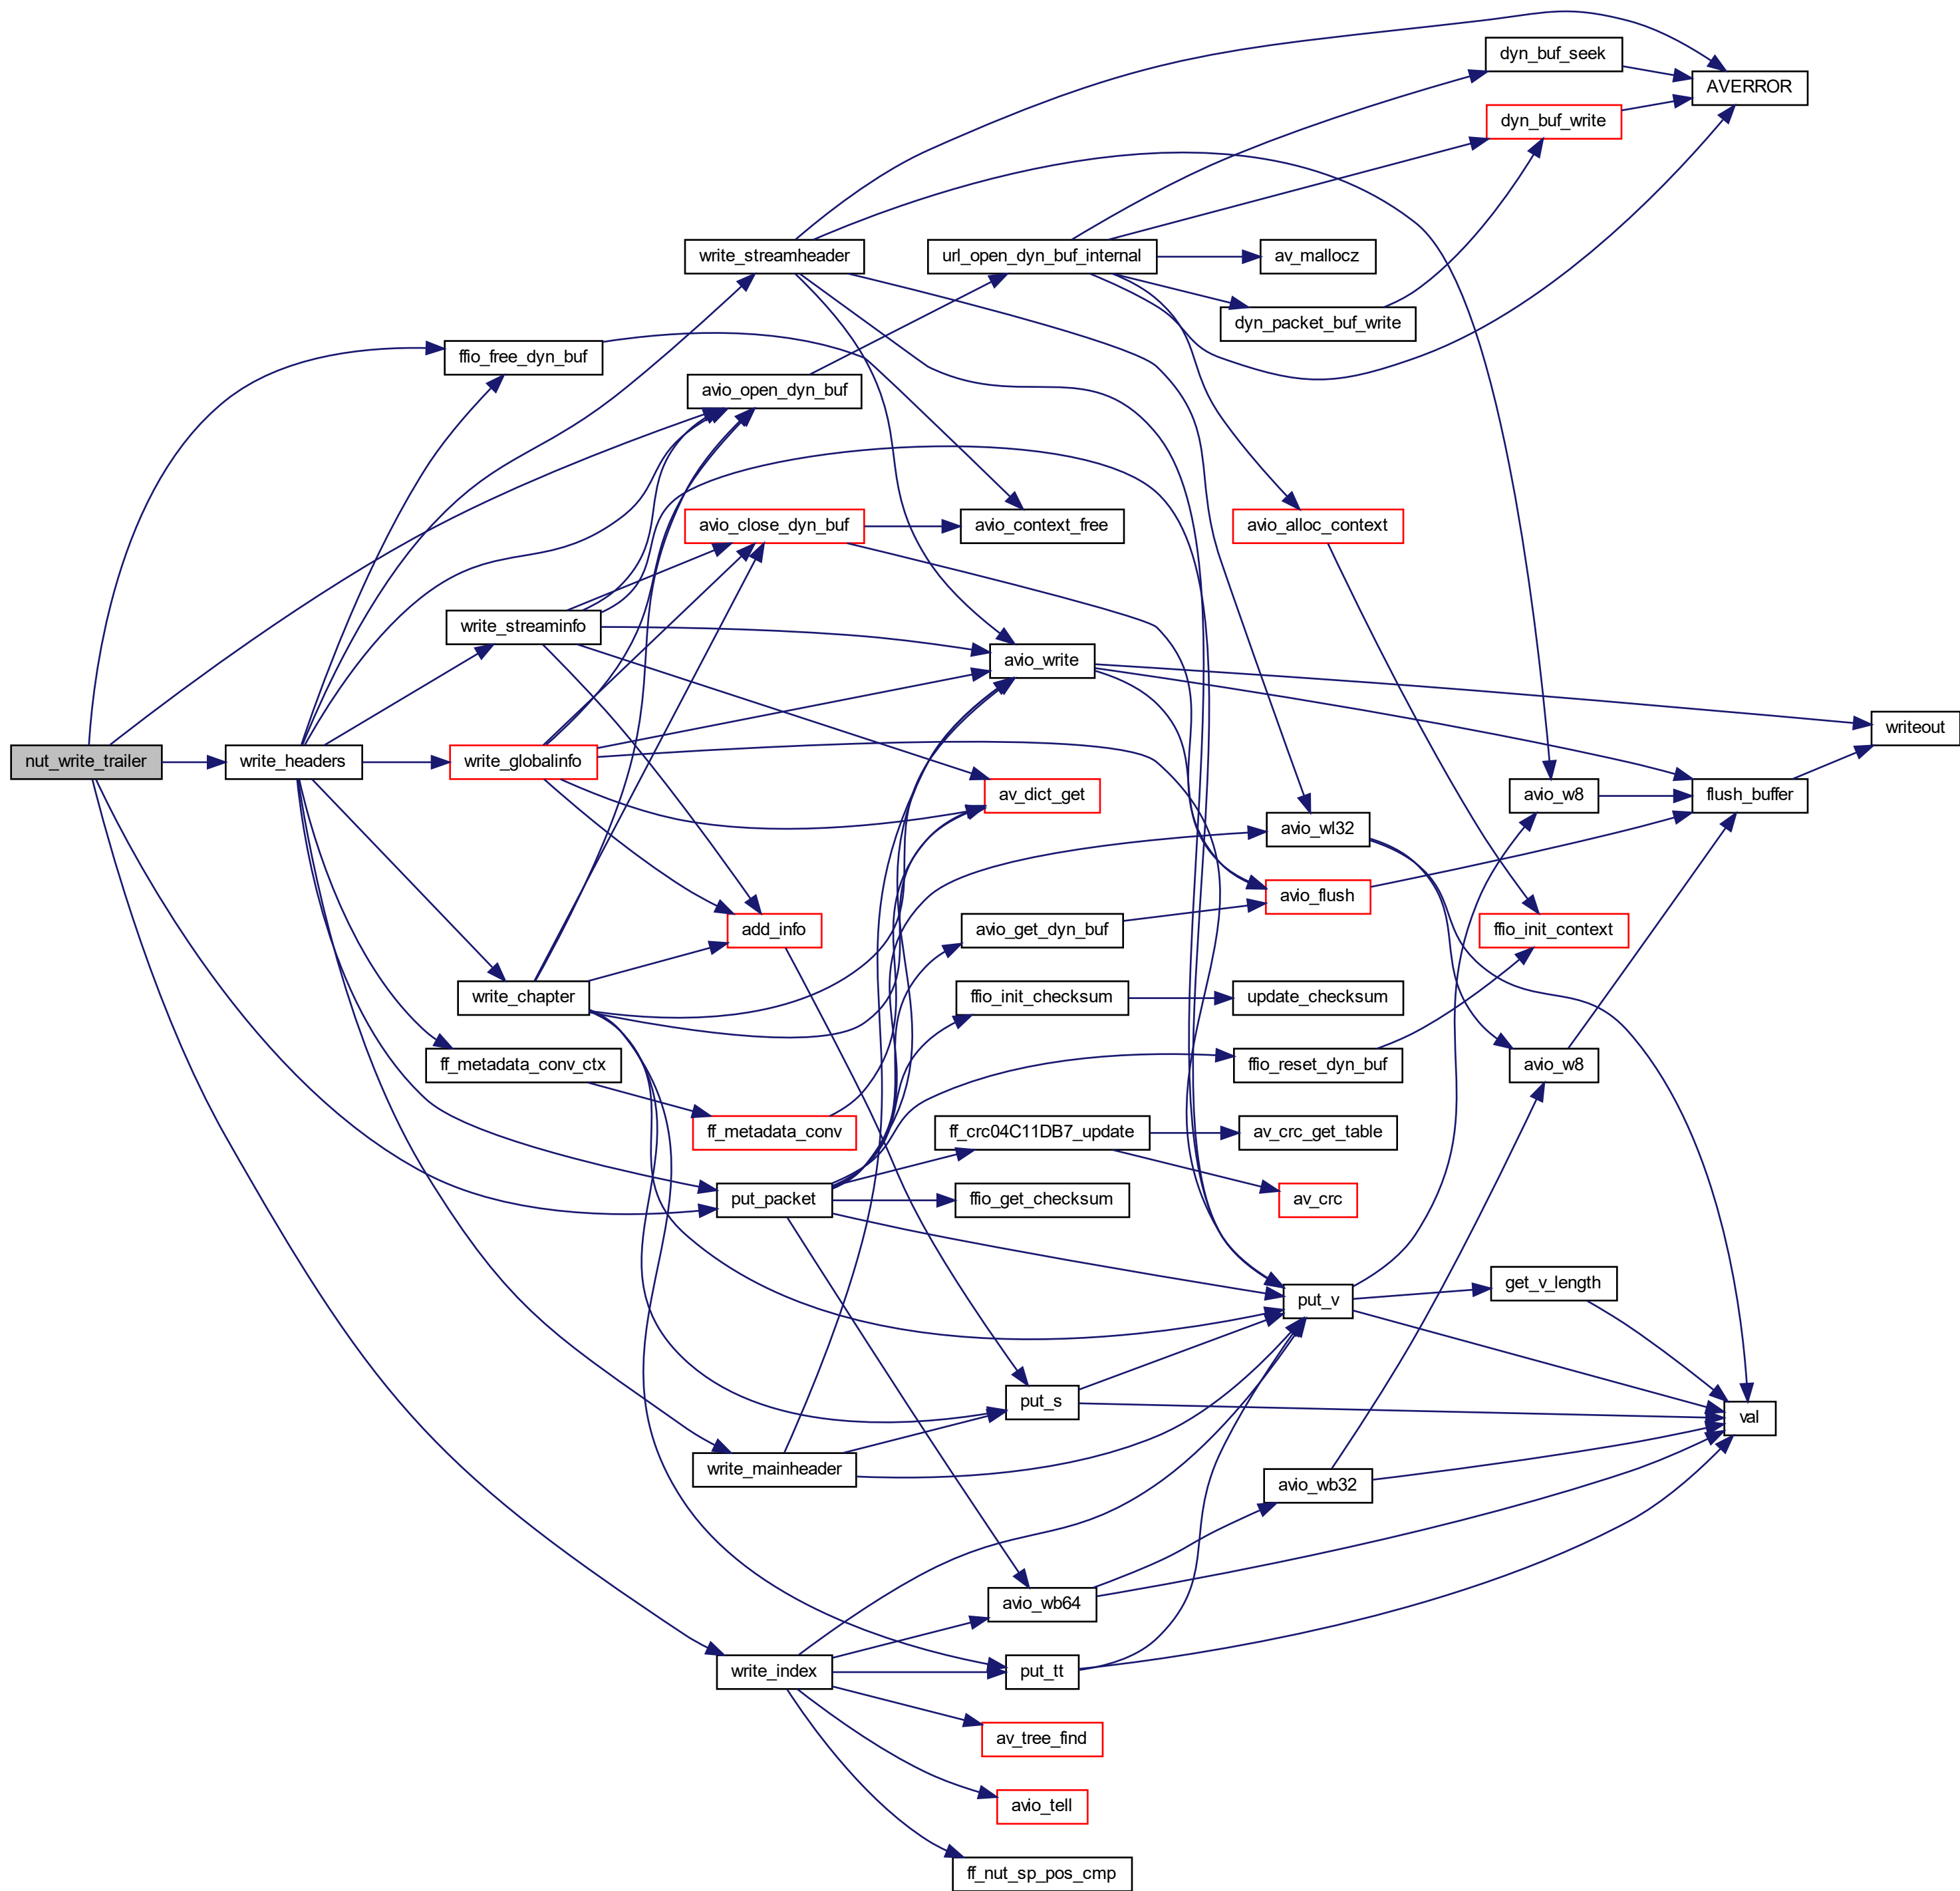 dyn_buf_seek
AVERROR
dyn_buf_write
write_streamheader
url_open_dyn_buf_internal
av_mallocz
dyn_packet_buf_write
ffio_free_dyn_buf
avio_open_dyn_buf
avio_close_dyn_buf
avio_context_free
avio_alloc_context
write_streaminfo
avio_write
writeout
nut_write_trailer
write_headers
write_globalinfo
av_dict_get
avio_w8
flush_buffer
avio_wl32
avio_flush
add_info
avio_get_dyn_buf
ffio_init_context
write_chapter
ffio_init_checksum
update_checksum
ff_metadata_conv_ctx
ffio_reset_dyn_buf
avio_w8
ff_metadata_conv
ff_crc04C11DB7_update
av_crc_get_table
put_packet
ffio_get_checksum
av_crc
put_v
get_v_length
put_s
val
write_mainheader
avio_wb32
avio_wb64
write_index
put_tt
av_tree_find
avio_tell
ff_nut_sp_pos_cmp